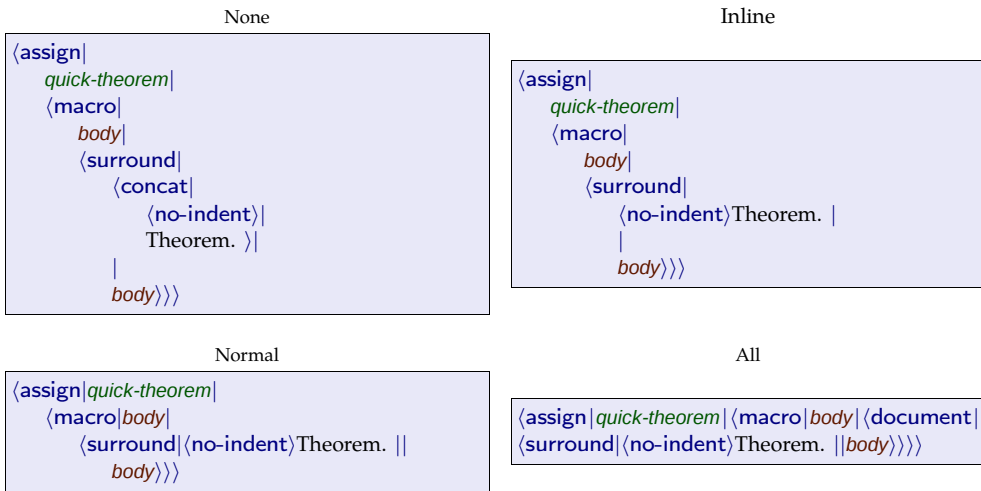 None
⟨assign|
quick-theorem|
⟨macro|
body|
⟨surround|
⟨concat|
⟨no-indent⟩|
Theorem. ⟩|
|
body⟩⟩⟩
Inline
⟨assign|
quick-theorem|
⟨macro|
body|
⟨surround|
⟨no-indent⟩Theorem. |
|
body⟩⟩⟩
Normal
⟨assign|quick-theorem|
⟨macro|body|
⟨surround|⟨no-indent⟩Theorem. ||
body⟩⟩⟩
All
⟨assign|quick-theorem|⟨macro|body|⟨document|
⟨surround|⟨no-indent⟩Theorem. ||body⟩⟩⟩⟩